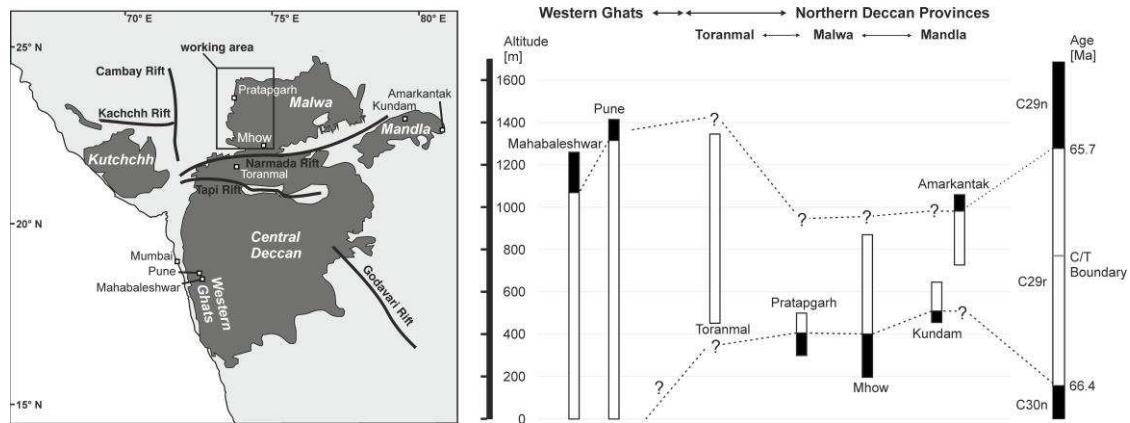 70° E
75° E
80° E
25° N
20° N
15° N
working area
Cambay Rift
Pratapgarh
Amarkantak
Kundam
Malwa
Kachchh Rift
Mandla
Mhow
Kutchchh
Narmada Rift
Toranmal
Tapi Rift
Central
Deccan
Mumbai
Pune
Mahabaleshwar
Western
Ghats
Godavari Rift
Western Ghats
Northern Deccan Provinces
Toranmal
Malwa
Mandla
Altitude
[m]
1600
1400
1200
1000
800
600
400
200
0
Mahabaleshwar
Pune
?
Toranmal
?
?
?
Pratapgarh
?
Mhow
?
Kundam
?
Amarkantak
Age
[Ma]
C29n
65.7
C/T
Boundary
C29r
66.4
C30n